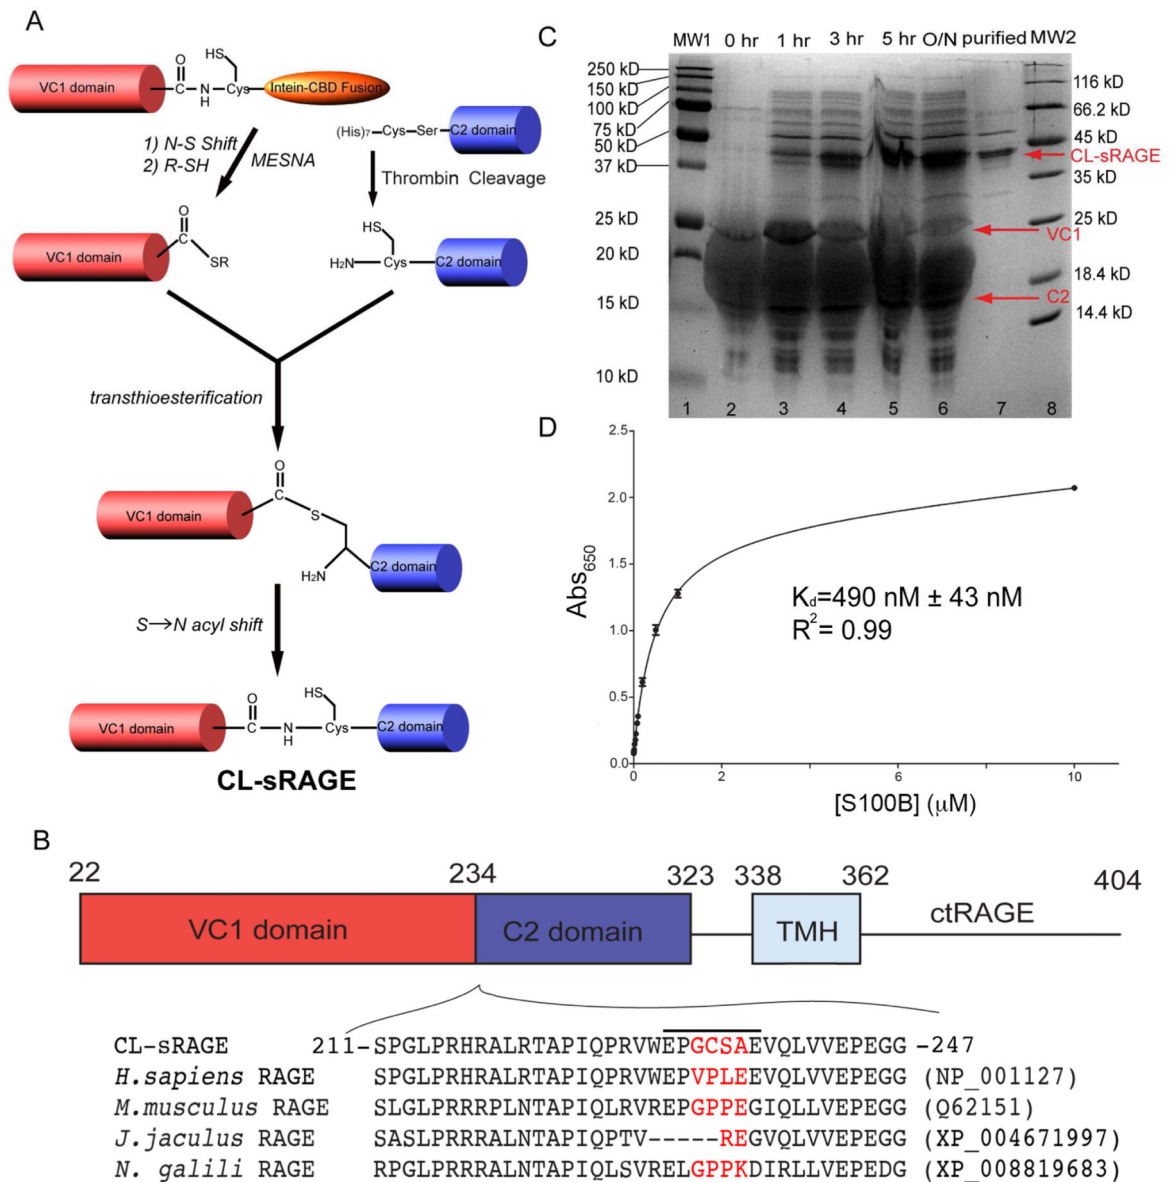 A
HS
O
C
N
H
Cys
VC1 domain
Intein-CBD Fusion
(His)7
Cys
Ser
C2 domain
1) N-S Shift
2) R-SH
MESNA
Thrombin Cleavage
O
C
SR
VC1 domain
HS
H2N
Cys
C2 domain
transthioesterification
O
C
S
VC1 domain
H2N
C2 domain
S→N acyl shift
HS
O
C
N
H
Cys
VC1 domain
C2 domain
CL-sRAGE
C
MW1 0 hr 1 hr 3 hr 5 hr O/N purified MW2
250 kD
150 kD
100 kD
75 kD
50 kD
37 kD
25 kD
20 kD
15 kD
10 kD
116 kD
66.2 kD
45 kD
CL-sRAGE
35 kD
25 kD
VC1
18.4 kD
C2
14.4 kD
1 2 3 4 5 6 7 8
D
2.5
2.0
1.5
1.0
0.5
0.0
Abs650
Kd=490 nM ± 43 nM
R2= 0.99
0 2 6 10
[S100B] (μM)
B
22 234 323 338 362 404
VC1 domain C2 domain TMH ctRAGE
CL-sRAGE 211-SPGLPRHRALRTAPIQPRVWEPGCSAEVQLVVEPEGG -247
H.sapiens RAGE SPGLPRHRALRTAPIQPRVWEPVPLEEVQLVVEPEGG (NP_001127)
M.musculus RAGE SLGLPRRRPLNTAPIQLRVREPGPPEGIQLLVEPEGG (Q62151)
J.jaculus RAGE SASLPRRRALNTAPIQPTV-----REGVQLVVEPEGG (XP_004671997)
N. galili RAGE RPGLPRRRALNTAPIQLSVRELGPPKDIRLLVEPEDG (XP_008819683)